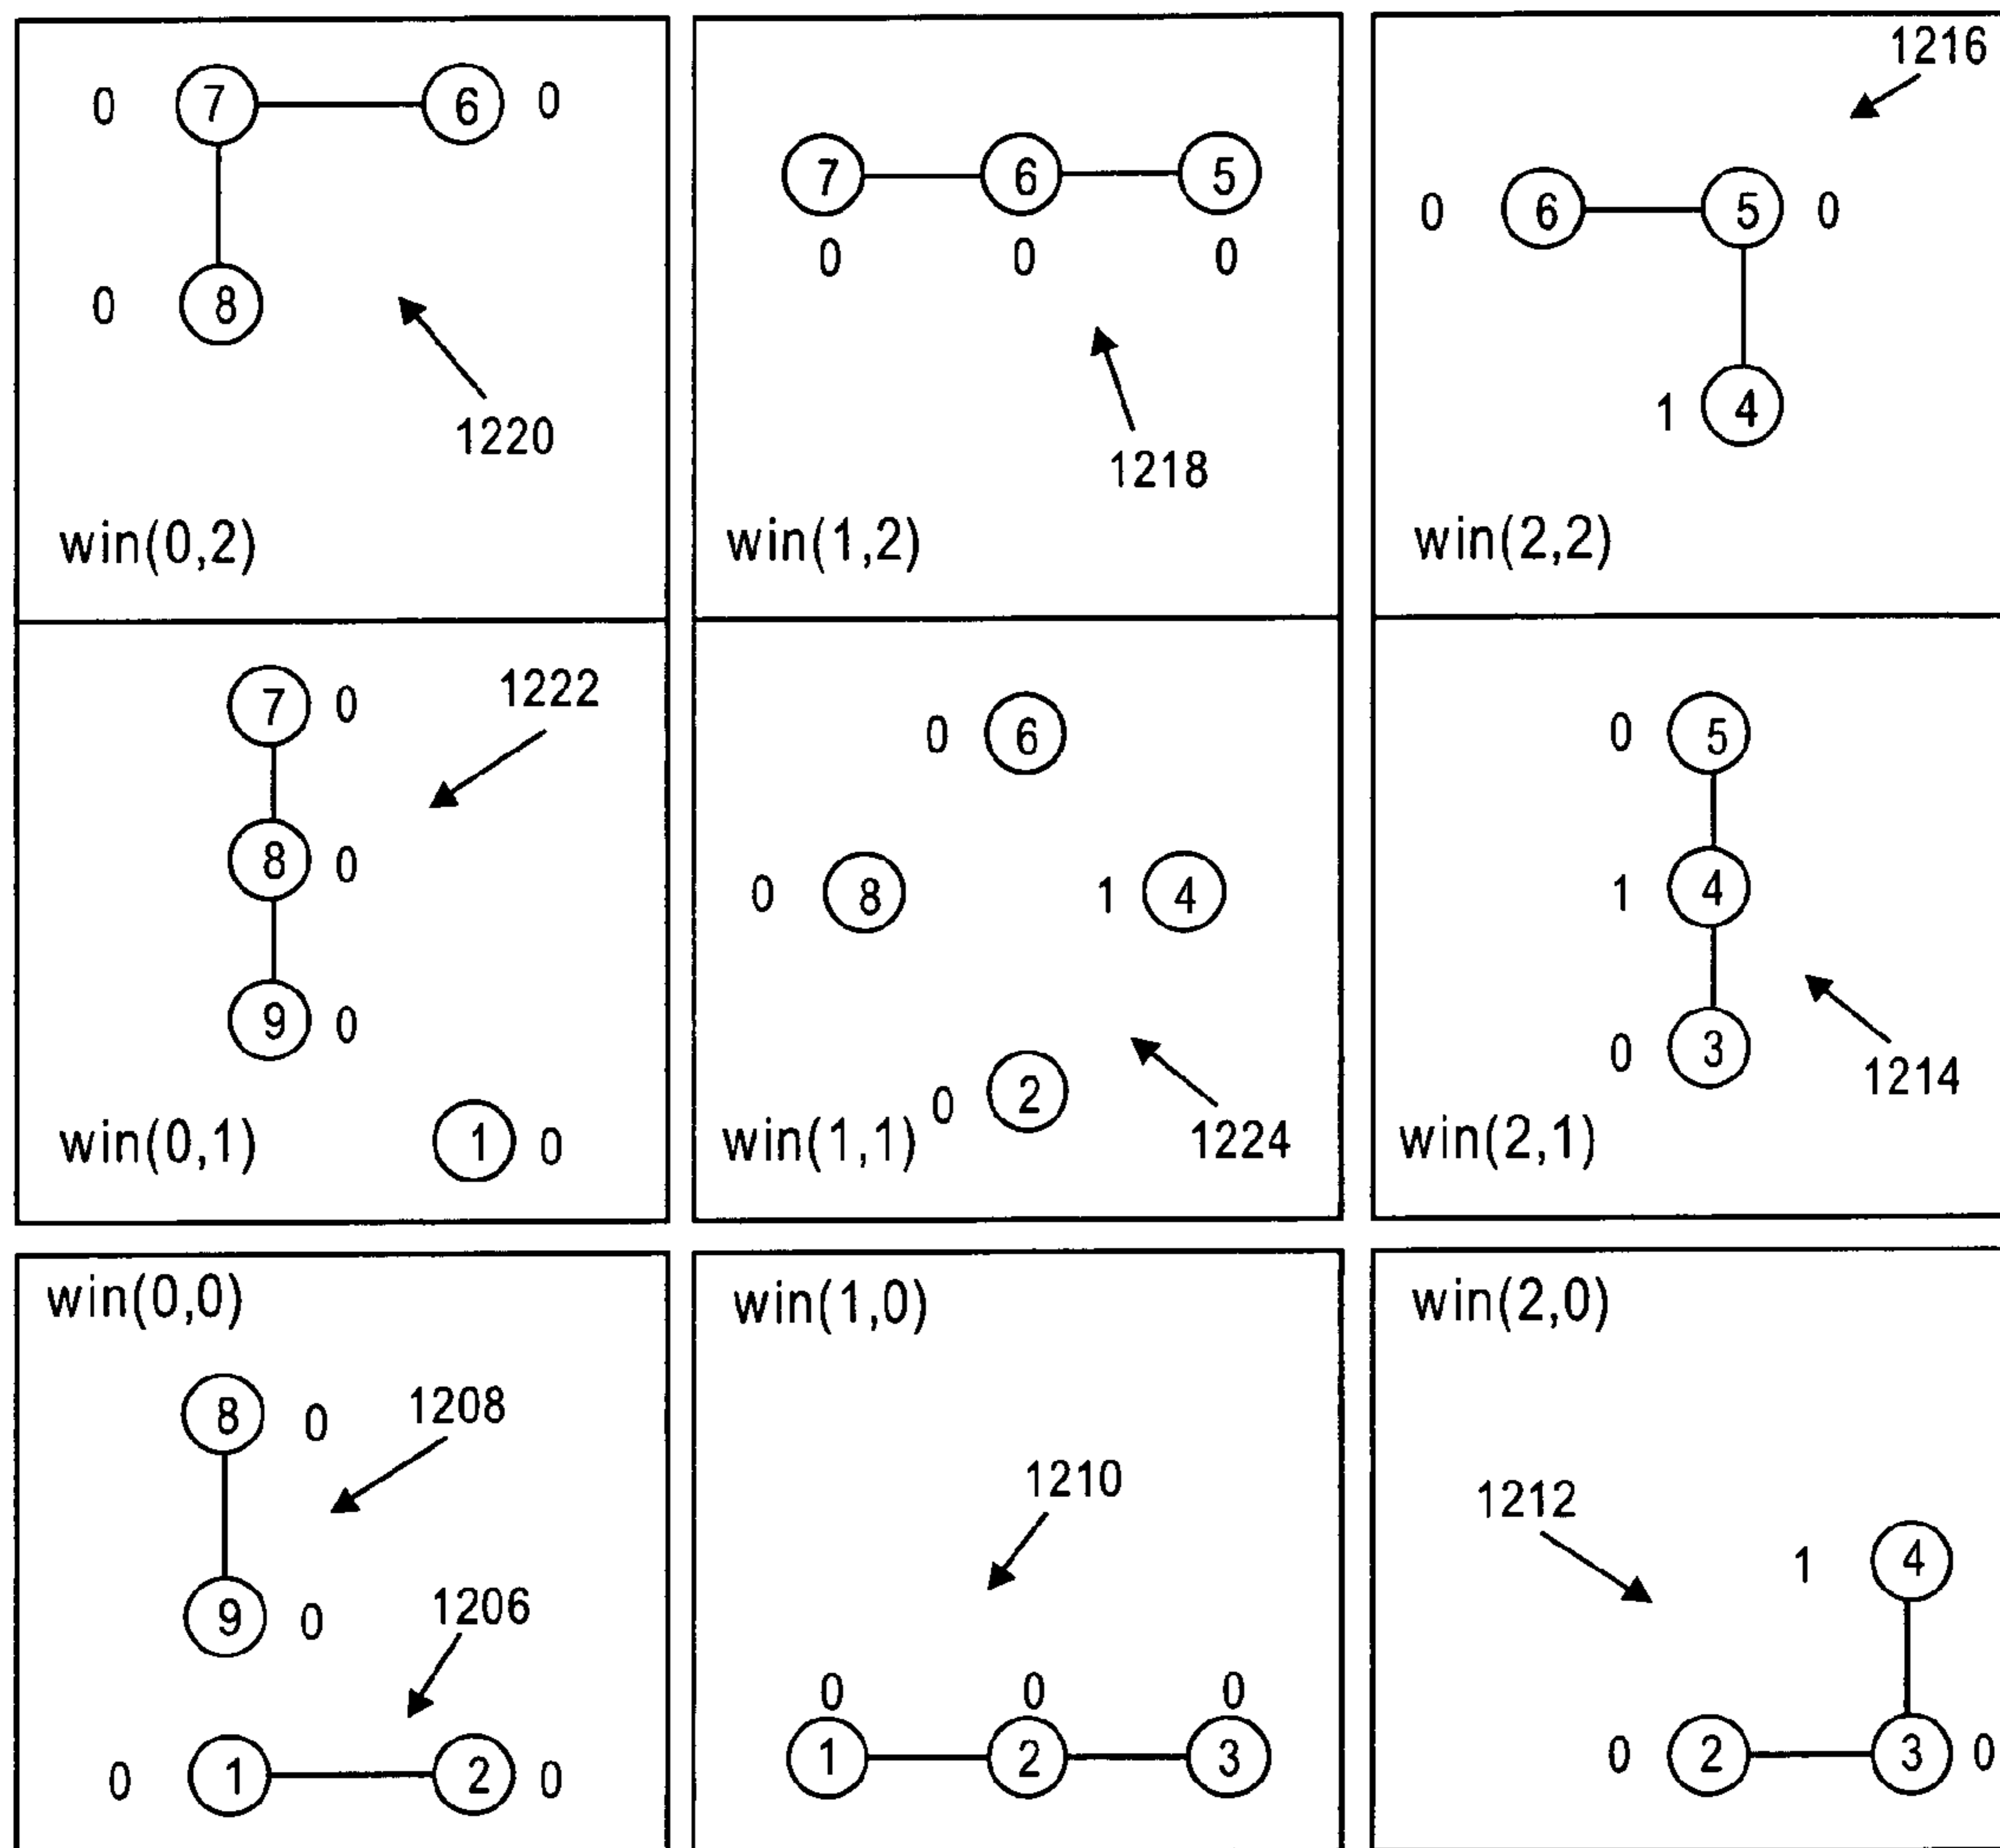 1216
0 7 6 0
7 6 5
0 0 0
0 6 5 0
0 8
1 4
1220
1218
win(0,2)
win(1,2)
win(2,2)
7 0
1222
0 6
0 5
8 0
0 8 1 4
1 4
9 0
0 2
0 3
1214
win(0,1) 1 0
win(1,1)
1224
win(2,1)
win(0,0)
win(1,0)
win(2,0)
8 0
1208
1210
1212
1 4
9 0
1206
0 0 0
0 1 2 0
1 2 3
0 2 3 0